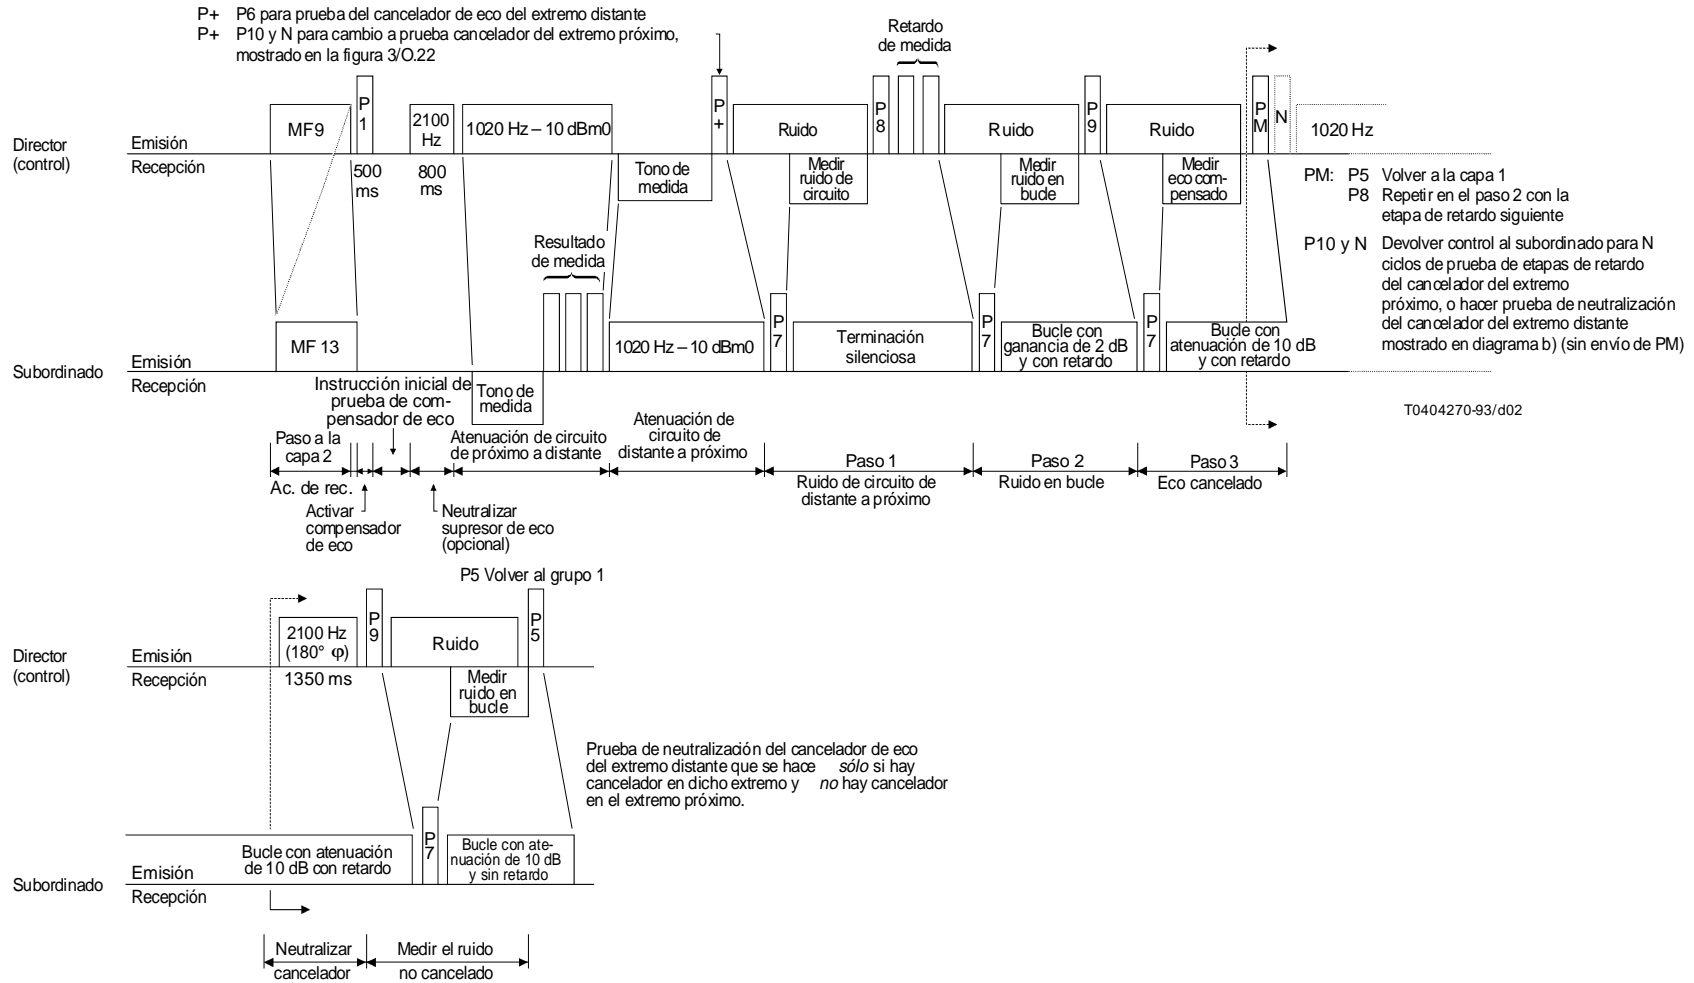 P+ P6 para prueba del cancelador de eco del extremo distante
P+ P10 y N para cambio a prueba cancelador del extremo próximo,
mostrado en la figura 3/O.22
Retardo
de medida
Director
(control)
Emisión
Recepción
MF9
P
1
500
ms
2100
Hz
800
ms
1020 Hz – 10 dBm0
Tono de
medida
P
+
Ruido
Medir
ruido de
circuito
P
8
Ruido
Medir
ruido en
bucle
P
9
Ruido
Medir
eco com-
pensado
P
M
N
1020 Hz
PM: P5 Volver a la capa 1
P8 Repetir en el paso 2 con la
etapa de retardo siguiente
P10 y N Devolver control al subordinado para N
ciclos de prueba de etapas de retardo
del cancelador del extremo
próximo, o hacer prueba de neutralización
del cancelador del extremo distante
mostrado en diagrama b) (sin envío de PM)
Resultado
de medida
Subordinado
Emisión
Recepción
MF 13
Tono de
medida
1020 Hz – 10 dBm0
P
7
Terminación
silenciosa
P
7
Bucle con
ganancia de 2 dB
y con retardo
P
7
Bucle con
atenuación de 10 dB
y con retardo
T0404270-93/d02
Instrucción inicial de
prueba de com-
pensador de eco
Paso a la
capa 2
Ac. de rec.
Activar
compensador
de eco
Neutralizar
supresor de eco
(opcional)
Atenuación de circuito
de próximo a distante
Atenuación de
circuito de
distante a próximo
Paso 1
Ruido de circuito de
distante a próximo
Paso 2
Ruido en bucle
Paso 3
Eco cancelado
P5 Volver al grupo 1
Director
(control)
Emisión
Recepción
2100 Hz
(180° φ)
1350 ms
P
9
Ruido
Medir
ruido en
bucle
P
5
Prueba de neutralización del cancelador de eco
del extremo distante que se hace sólo si hay
cancelador en dicho extremo y no hay cancelador
en el extremo próximo.
Subordinado
Emisión
Recepción
Bucle con atenuación
de 10 dB con retardo
P
7
Bucle con ate-
nuación de 10 dB
y sin retardo
Neutralizar
cancelador
Medir el ruido
no cancelado